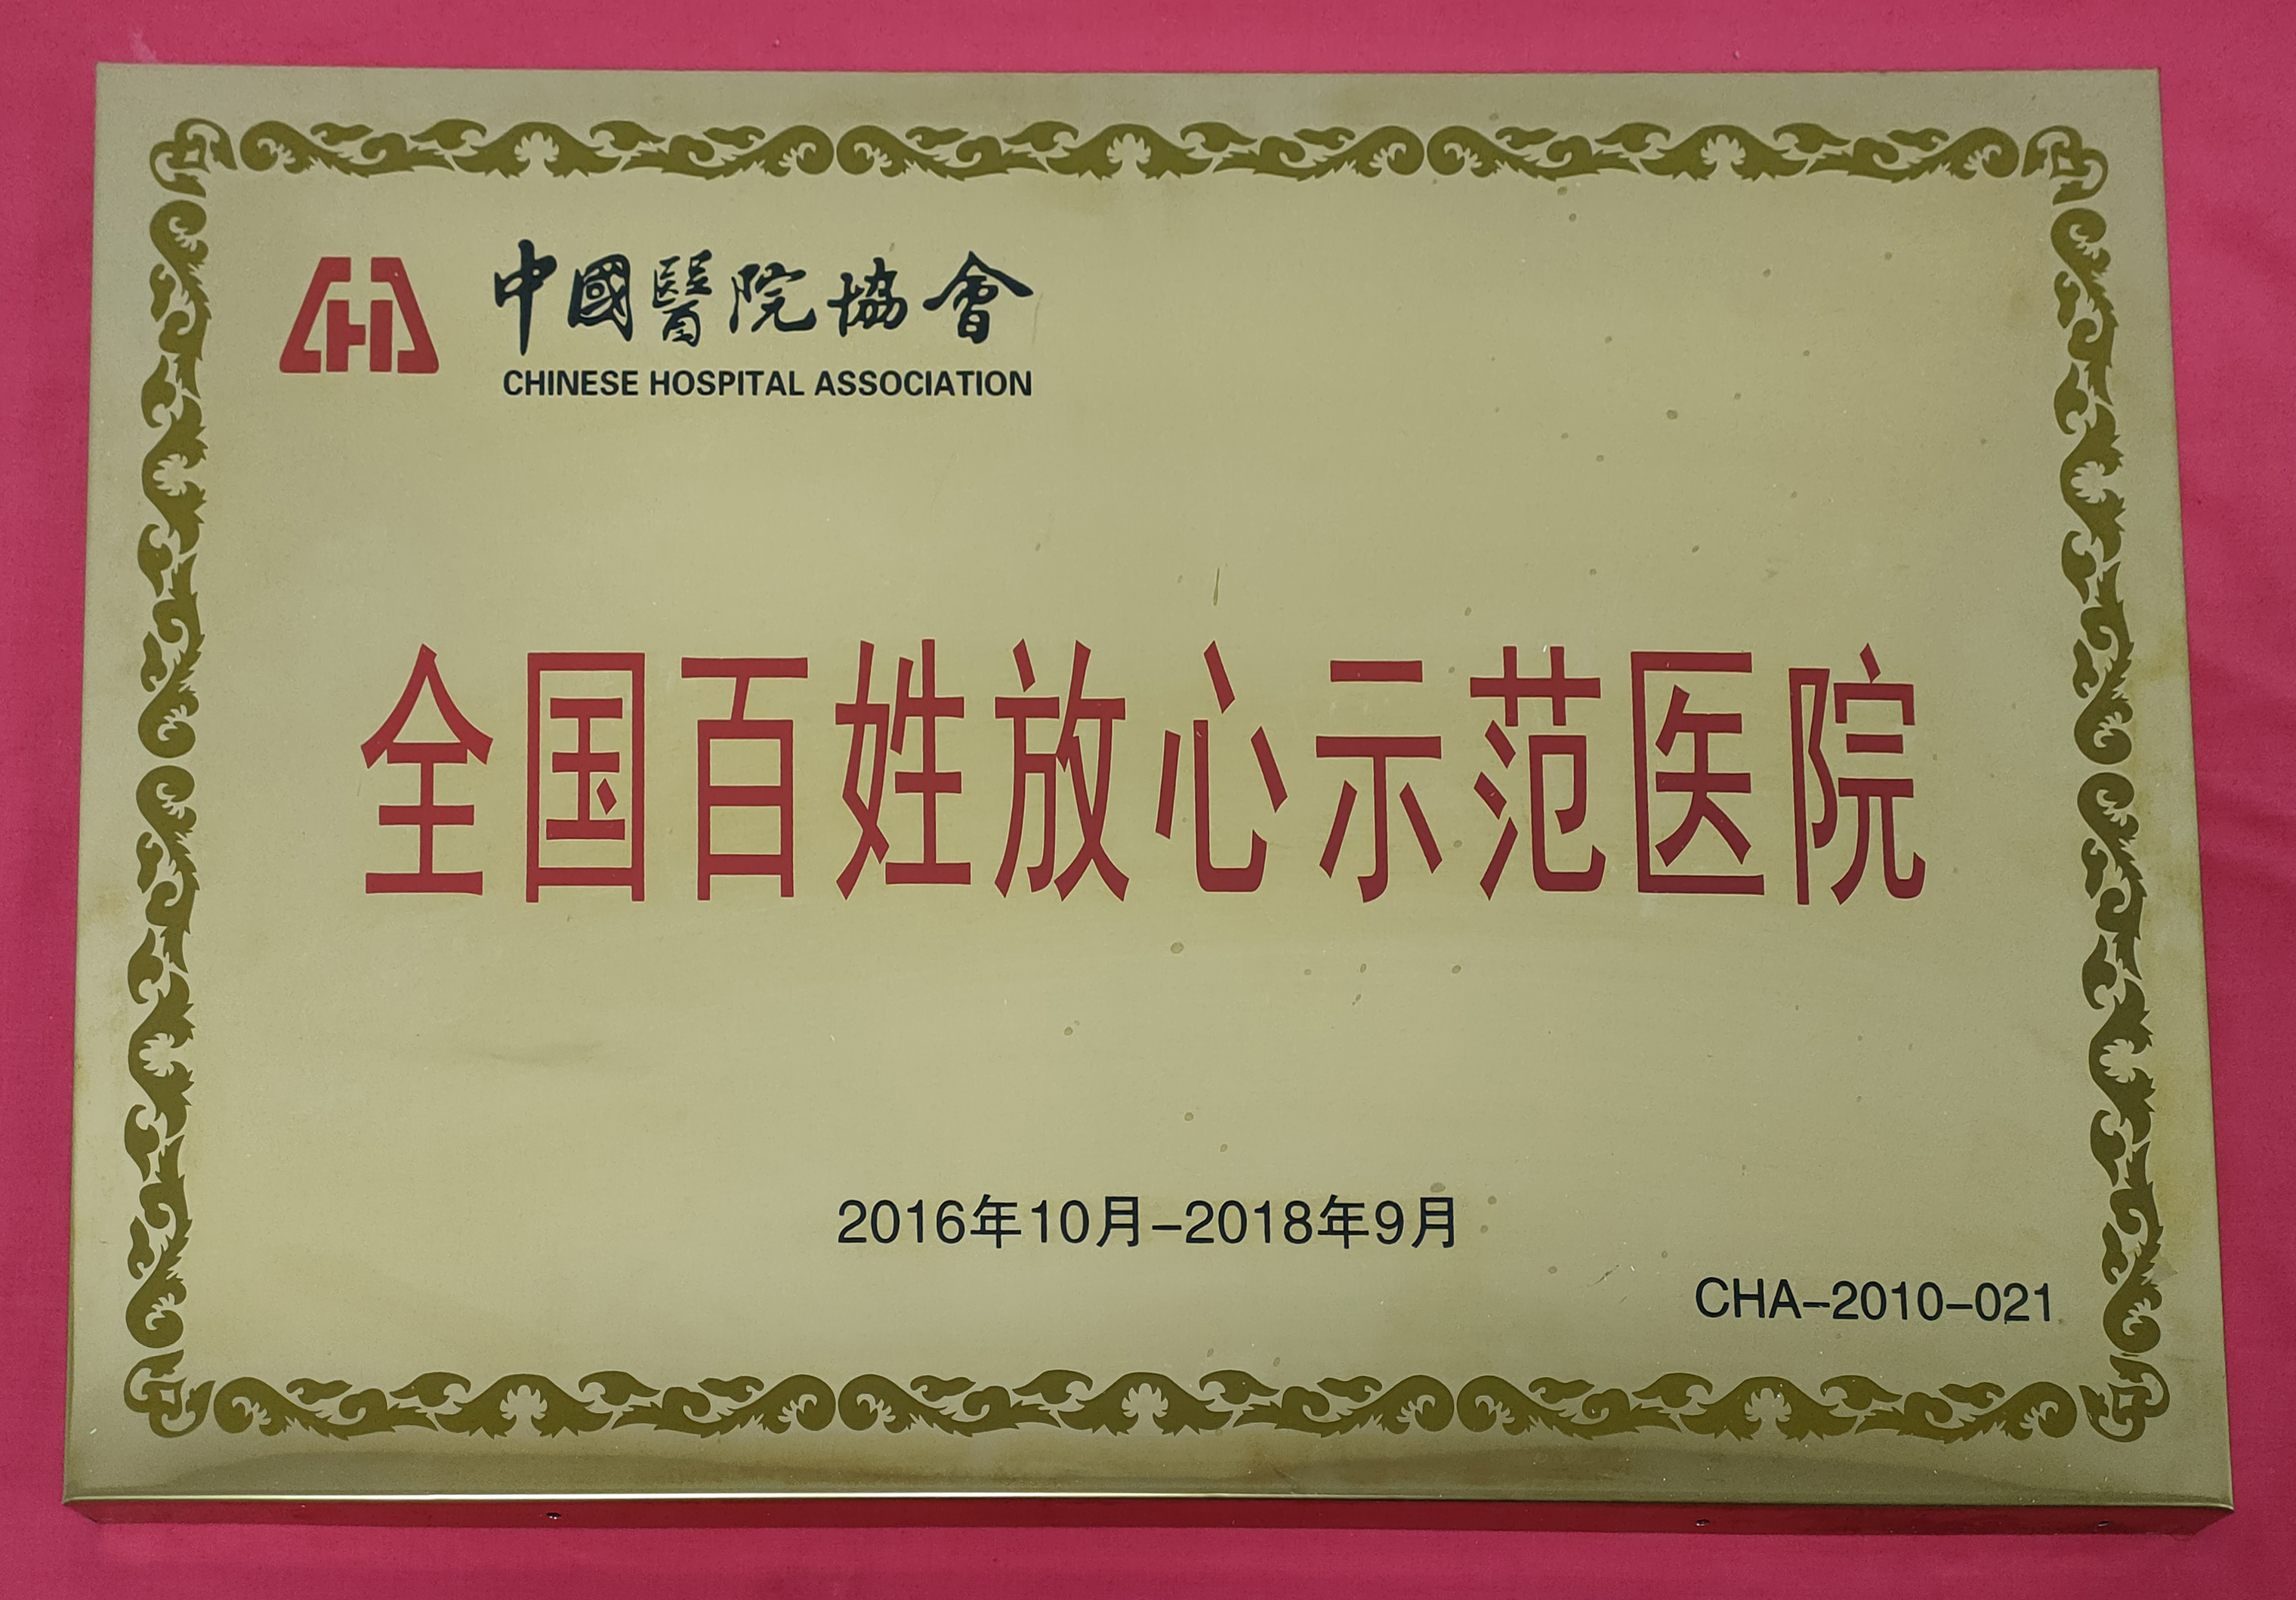 中國醫院協會
CHINESE HOSPITAL ASSOCIATION
全国百姓放心示范医院
2016年10月-2018年9月
CHA-2010-021